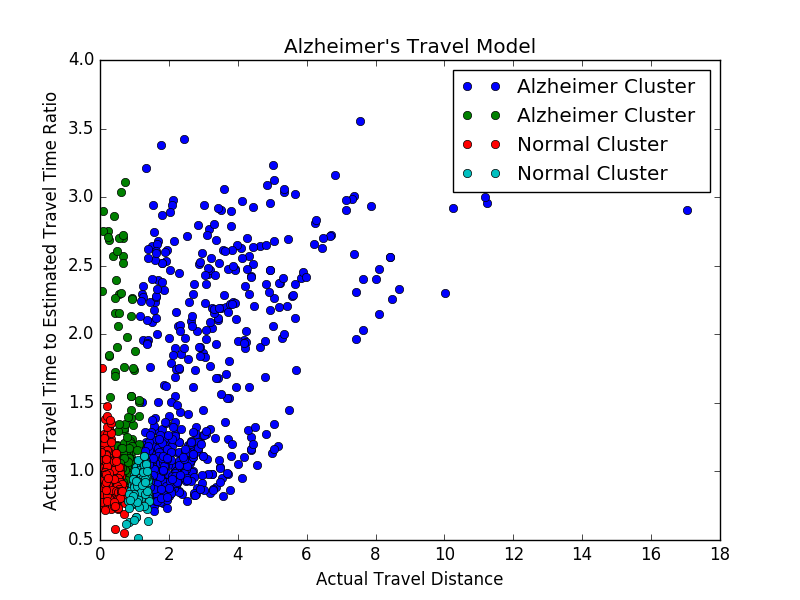 Alzheimer's Travel Model
Actual Travel Time to Estimated Travel Time Ratio
4.0
3.5
3.0
2.5
2.0
1.5
1.0
0.5
Alzheimer Cluster
Alzheimer Cluster
Normal Cluster
Normal Cluster
0 2 4 6 8 10 12 14 16 18
Actual Travel Distance